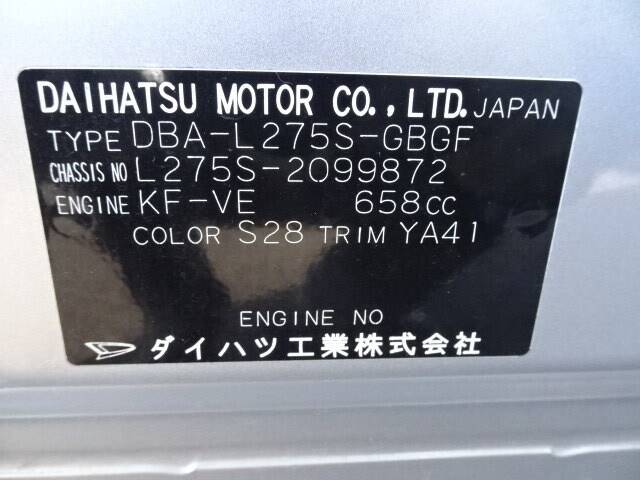 DAIHATSU MOTOR CO., LTD. JAPAN
TYPE DBA-L275S-GBGF
CHASSIS NO L275S-2099872
ENGINE KF-VE 658cc
COLOR S28 TRIM YA41
ENGINE NO
ダイハツ工業株式会社